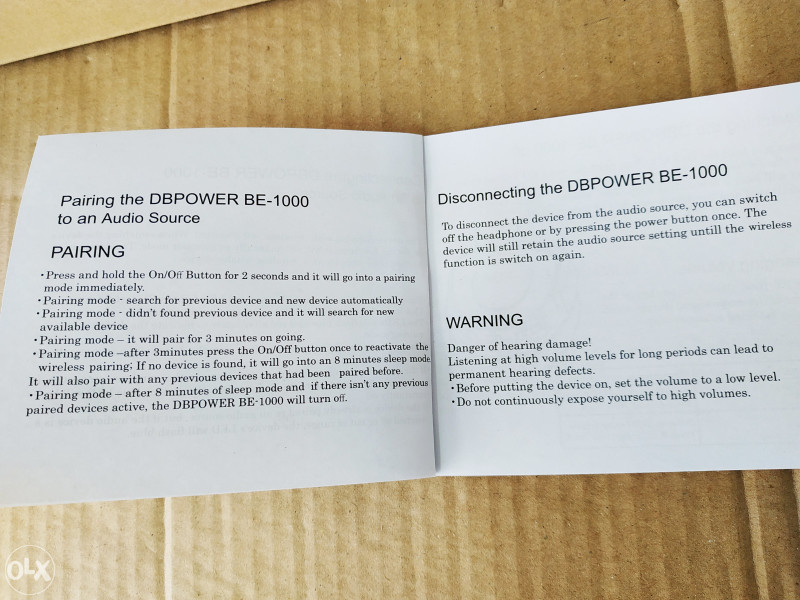 Pairing the DBPOWER BE-1000
to an Audio Source
PAIRING
・Press and hold the On/Off Button for 2 seconds and it will go into a pairing
mode immediately.
・Pairing mode - search for previous device and new device automatically
・Pairing mode - didn't found previous device and it will search for new
available device
・Pairing mode – it will pair for 3 minutes on going.
・Pairing mode –after 3minutes press the On/Off button once to reactivate the
wireless pairing; If no device is found, it will go into an 8 minutes sleep mode
It will also pair with any previous devices that had been paired before.
・Pairing mode – after 8 minutes of sleep mode and if there isn't any previous
paired devices active, the DBPOWER BE-1000 will turn off.
Disconnecting the DBPOWER BE-1000
To disconnect the device from the audio source, you can switch
off the headphone or by pressing the power button once. The
device will still retain the audio source setting untill the wireless
function is switch on again.
WARNING
Danger of hearing damage!
Listening at high volume levels for long periods can lead to
permanent hearing defects.
・Before putting the device on, set the volume to a low level.
・Do not continuously expose yourself to high volumes.
OLX